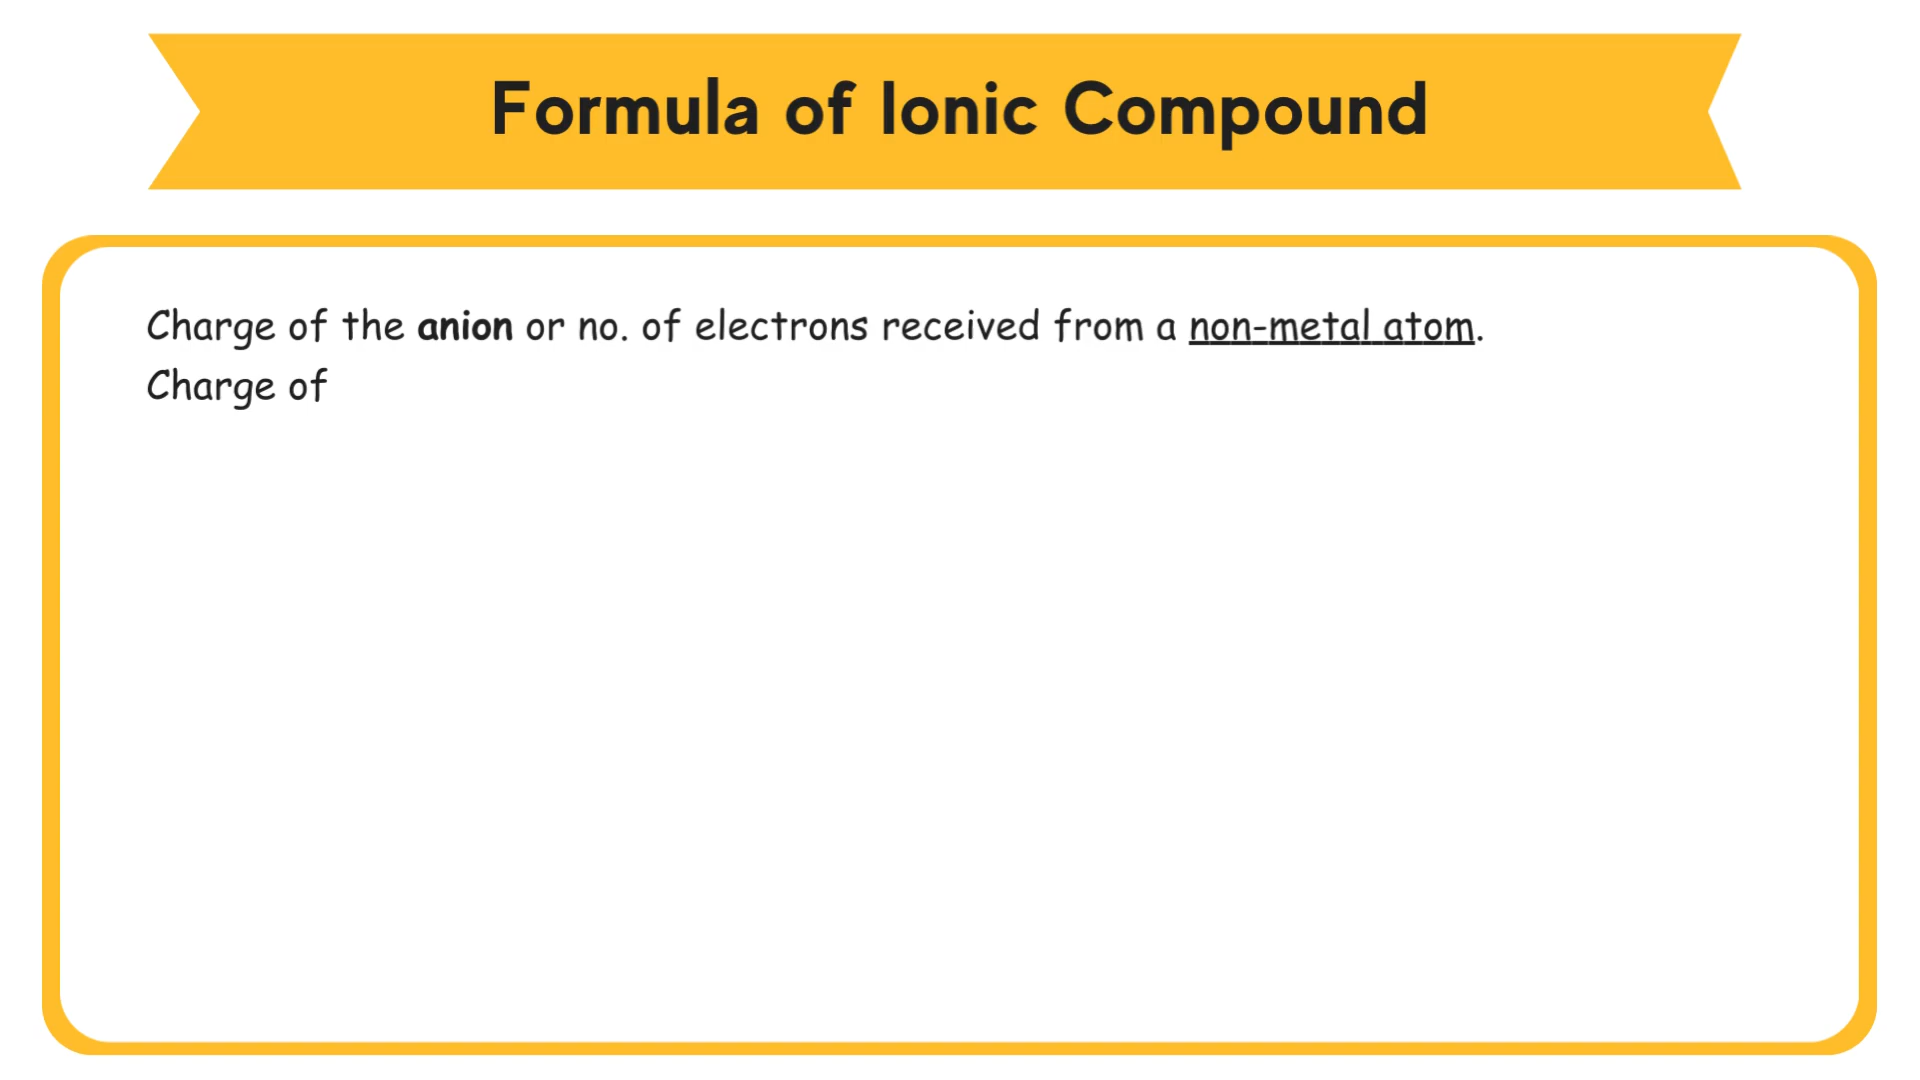 Formula of Ionic Compound
Charge of the anion or no. of electrons received from a non-metal atom.
Charge of